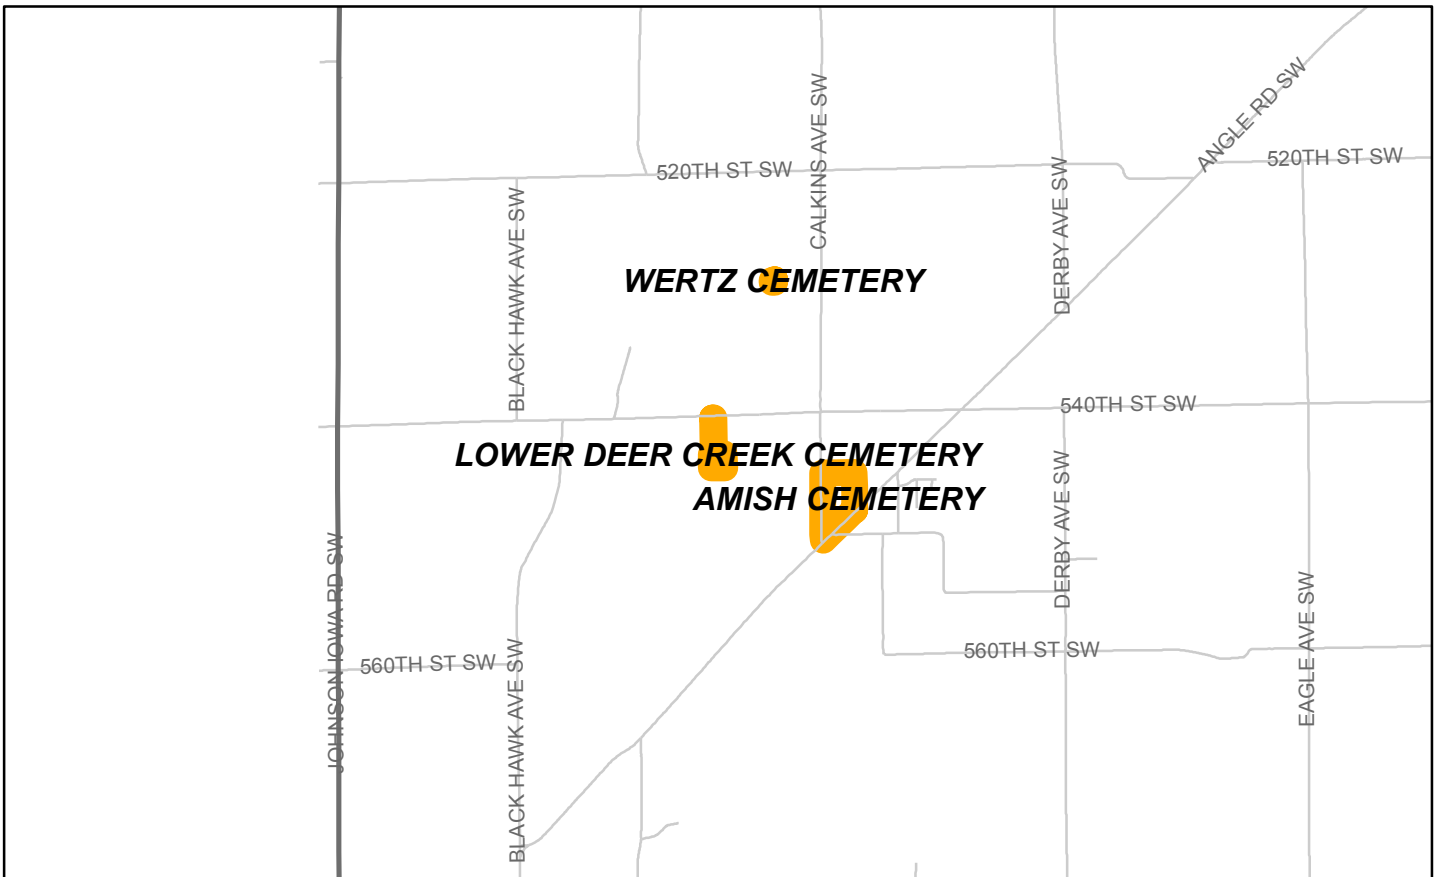 CALKINS AVE SW
ANGLE RD SW
520TH ST SW
520TH ST SW
BLACK HAWK AVE SW
DERBY AVE SW
WERTZ CEMETERY
540TH ST SW
LOWER DEER CREEK CEMETERY
AMISH CEMETERY
DERBY AVE SW
JOHNSON IOWA RD SW
EAGLE AVE SW
560TH ST SW
560TH ST SW
BLACK HAWK AVE SW